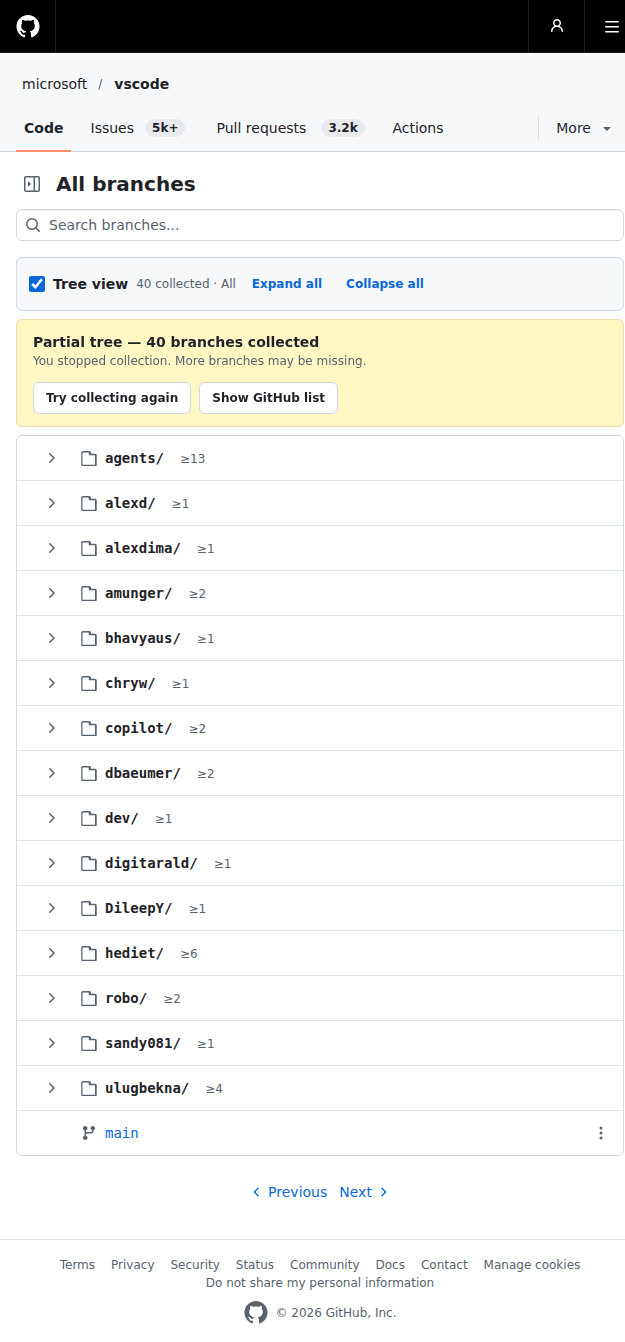 microsoft / vscode
Code Issues 5k+ Pull requests 3.2k Actions More
All branches
Search branches...
Tree view 40 collected · All Expand all Collapse all
Partial tree — 40 branches collected
You stopped collection. More branches may be missing.
Try collecting again Show GitHub list
agents/ ≥13
alexd/ ≥1
alexdima/ ≥1
amunger/ ≥2
bhavyaus/ ≥1
chryw/ ≥1
copilot/ ≥2
dbaeumer/ ≥2
dev/ ≥1
digitarald/ ≥1
DileepY/ ≥1
hediet/ ≥6
robo/ ≥2
sandy081/ ≥1
ulugbekna/ ≥4
main
Previous Next
Terms Privacy Security Status Community Docs Contact Manage cookies
Do not share my personal information
© 2026 GitHub, Inc.